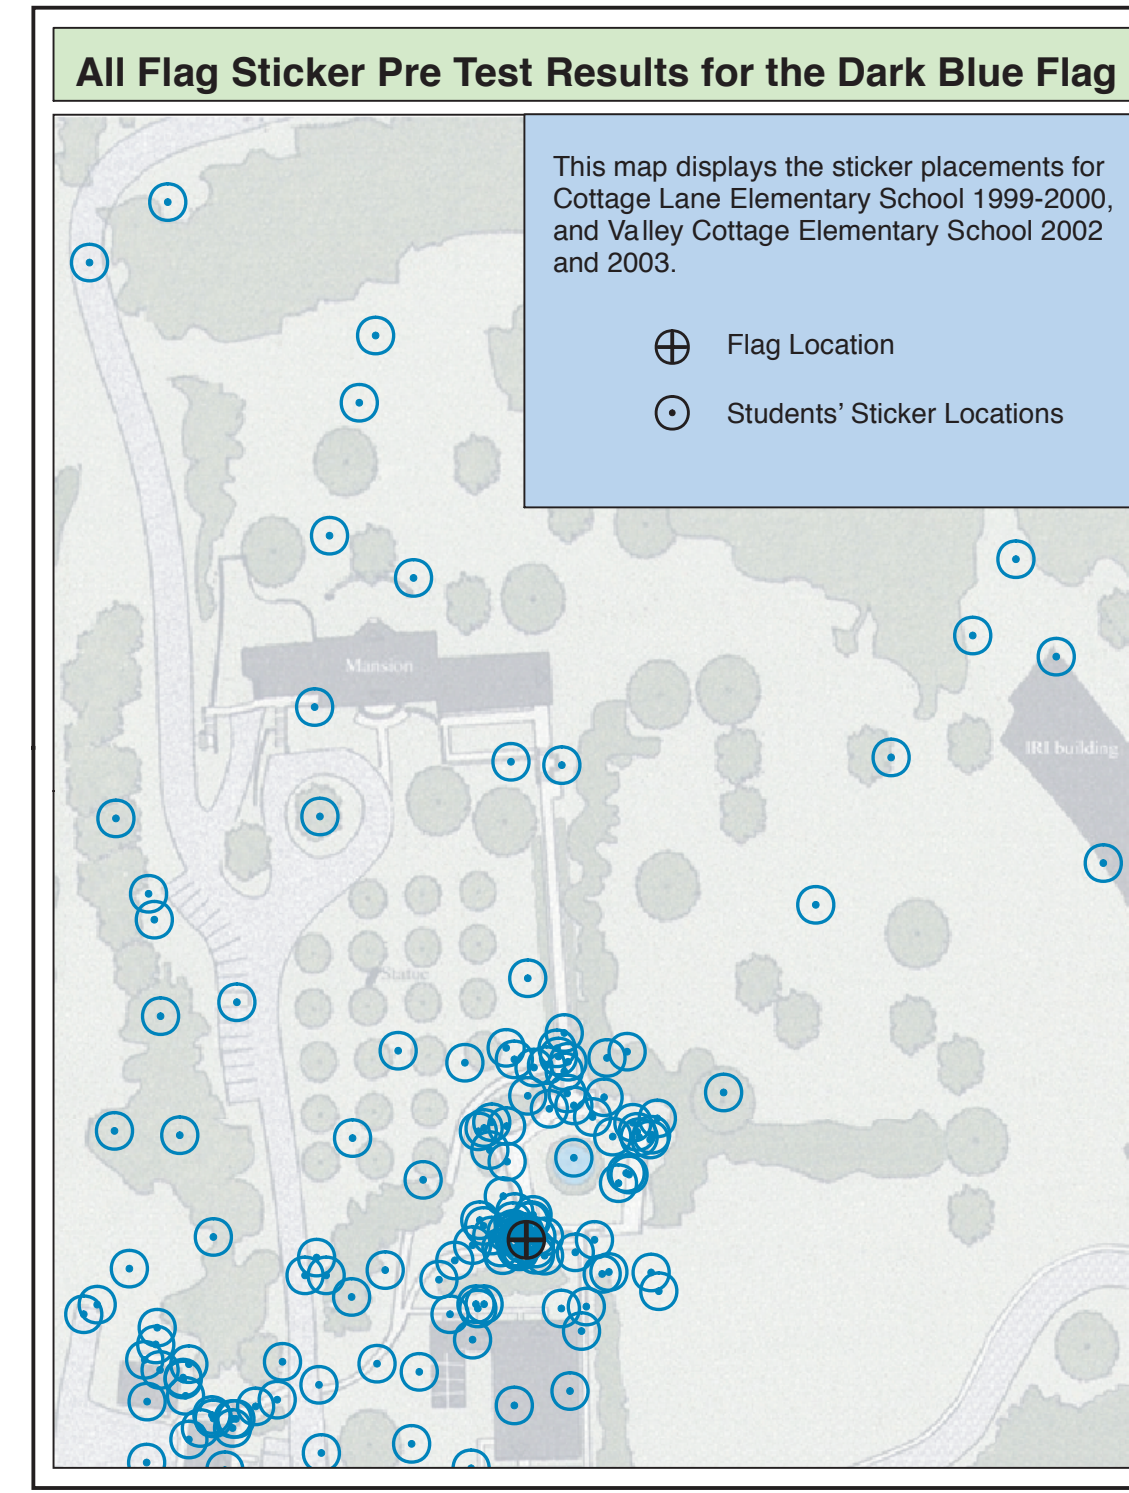 All Flag Sticker Pre Test Results for the Dark Blue Flag
This map displays the sticker placements for
Cottage Lane Elementary School 1999-2000,
and Valley Cottage Elementary School 2002
and 2003.
Flag Location
Students' Sticker Locations
Mansion
IRI building
Statue